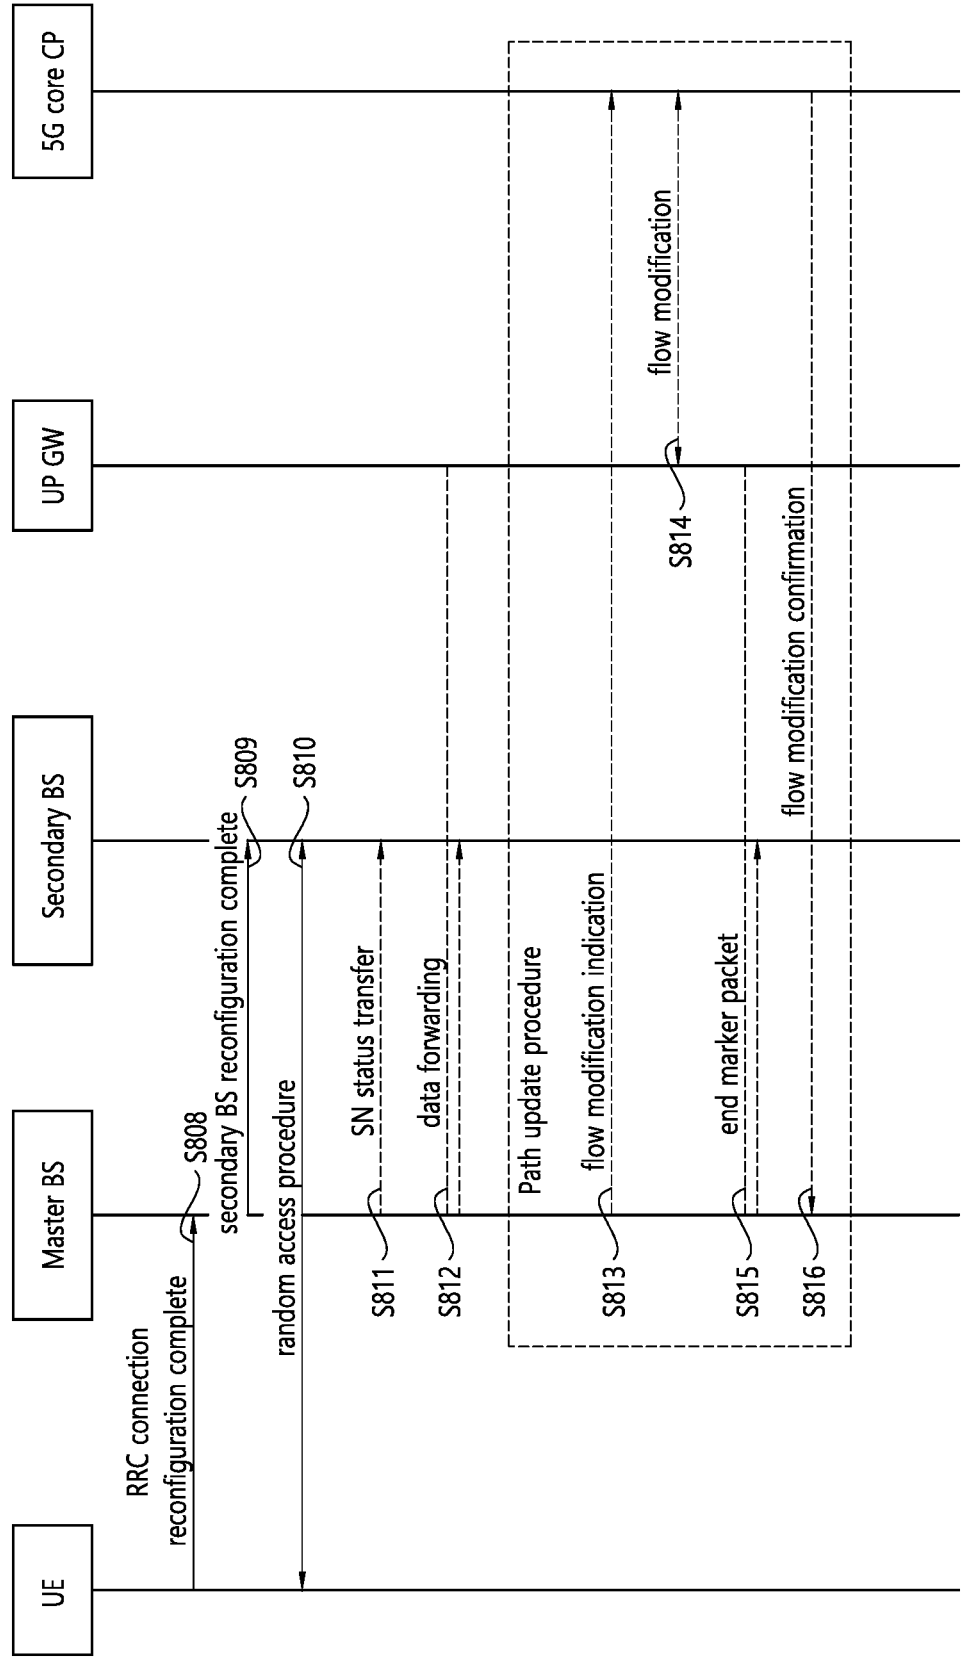 UE
Master BS
Secondary BS
UP GW
5G core CP
RRC connection
reconfiguration complete
S808
secondary BS reconfiguration complete
S809
random access procedure
S810
SN status transfer
S811
data forwarding
S812
Path update procedure
flow modification indication
S813
flow modification
S814
end marker packet
S815
flow modification confirmation
S816